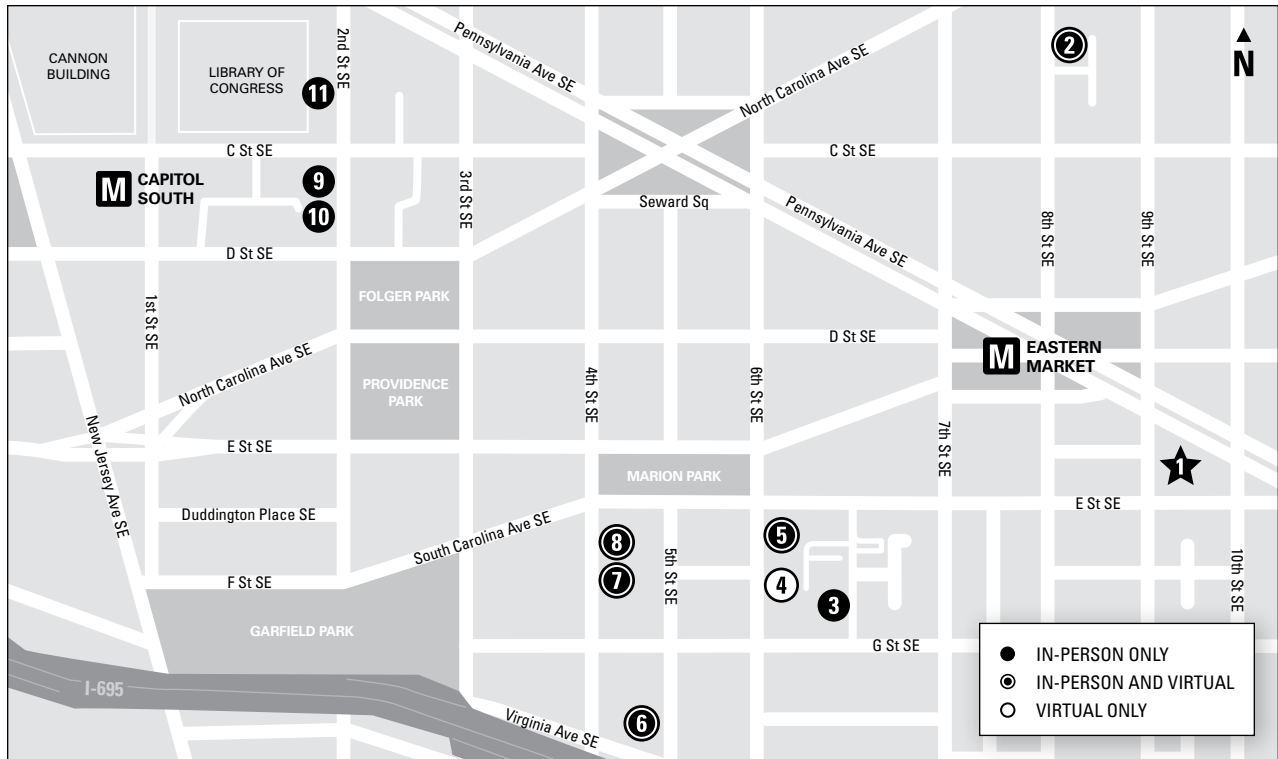 CANNON
BUILDING
LIBRARY OF
CONGRESS
11
2nd St SE
Pennsylvania Ave SE
North Carolina Ave SE
2
N
C St SE
C St SE
M
CAPITOL
SOUTH
9
10
3rd St SE
Seward Sq
Pennsylvania Ave SE
8th St SE
9th St SE
D St SE
FOLGER PARK
1st St SE
D St SE
M
EASTERN
MARKET
North Carolina Ave SE
PROVIDENCE
PARK
4th St SE
6th St SE
New Jersey Ave SE
E St SE
7th St SE
MARION PARK
1
E St SE
Duddington Place SE
South Carolina Ave SE
8
7
5th St SE
5
4
3
10th St SE
F St SE
GARFIELD PARK
G St SE
I-695
Virginia Ave SE
6
IN-PERSON ONLY
IN-PERSON AND VIRTUAL
VIRTUAL ONLY